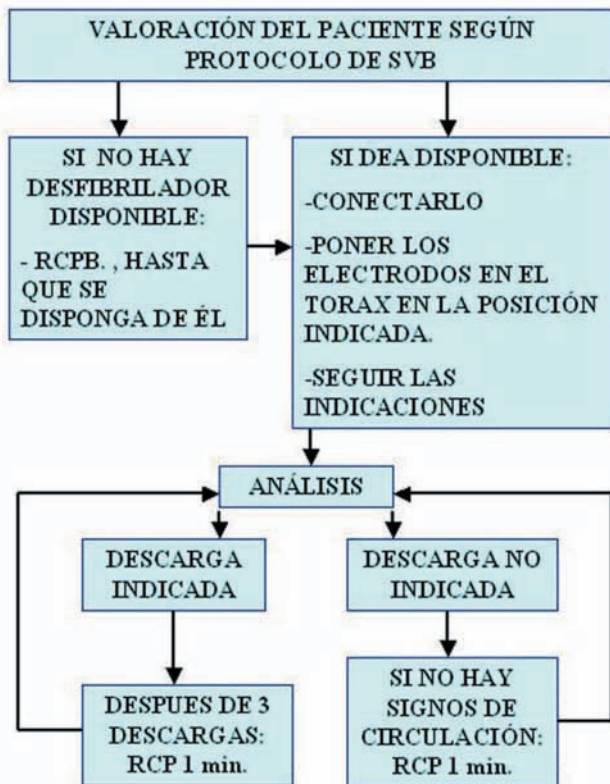 VALORACIÓN DEL PACIENTE SEGÚN
PROTOCOLO DE SVB
SI NO HAY
DESFIBRILADOR
DISPONIBLE:
- RCPB. , HASTA
QUE SE
DISPONGA DE ÉL
SI DEA DISPONIBLE:
-CONECTARLO
-PONER LOS
ELECTRODOS EN EL
TORAX EN LA POSICIÓN
INDICADA.
-SEGUIR LAS
INDICACIONES
ANÁLISIS
DESCARGA
INDICADA
DESCARGA NO
INDICADA
DESPUES DE 3
DESCARGAS:
RCP 1 min.
SI NO HAY
SIGNOS DE
CIRCULACIÓN:
RCP 1 min.